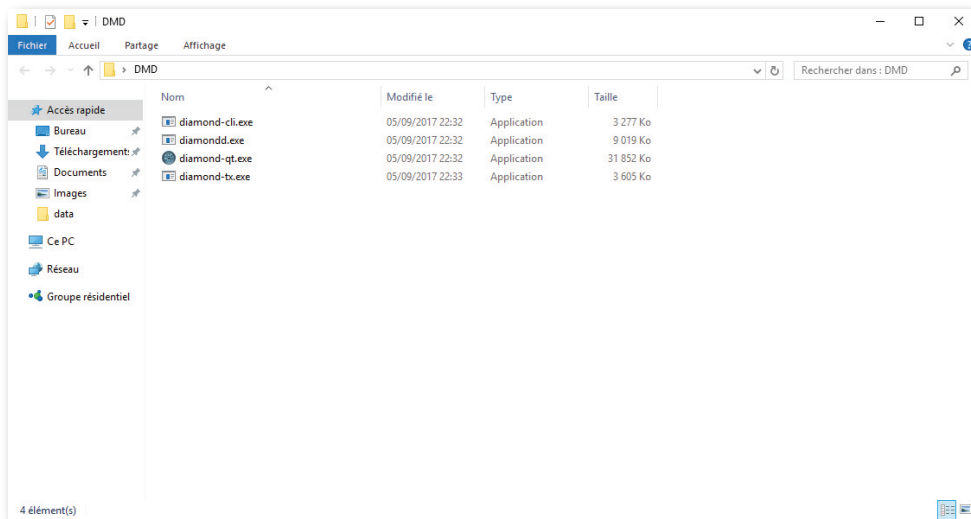 DMD
Fichier Accueil Partage Affichage
DMD Rechercher dans : DMD
Nom Modifié le Type Taille
Accès rapide
Bureau
Téléchargements
Documents
Images
data
Ce PC
Réseau
Groupe résidentiel
diamond-cli.exe 05/09/2017 22:32 Application 3 277 Ko
diamondd.exe 05/09/2017 22:32 Application 9 019 Ko
diamond-qt.exe 05/09/2017 22:32 Application 31 852 Ko
diamond-tx.exe 05/09/2017 22:33 Application 3 605 Ko
4 élément(s)